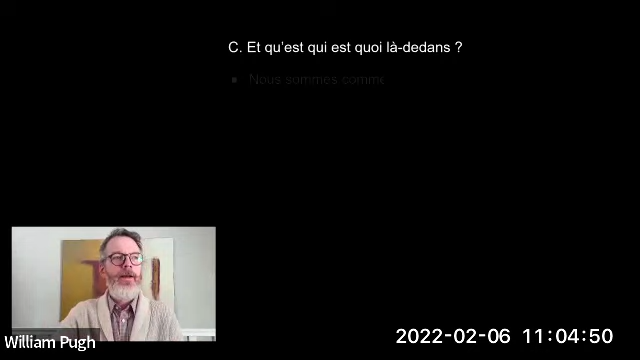 C. Et qu'est qui est quoi là-dedans ?
• Nous sommes comme
William Pugh
2022-02-06 11:04:50